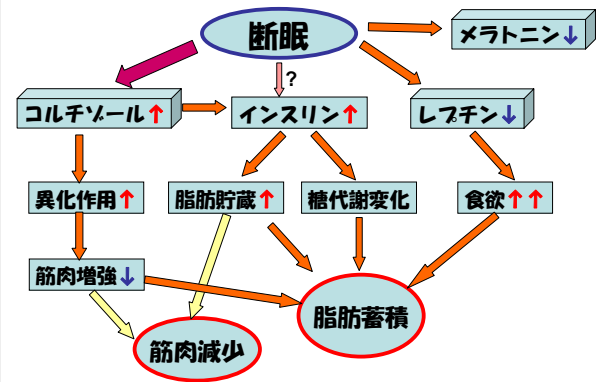 断眠
メラトニン↓
?
コルチゾール↑
インスリン↑
レプチン↓
異化作用↑
脂肪貯蔵↑
糖代謝変化
食欲↑↑
筋肉増強↓
脂肪蓄積
筋肉減少